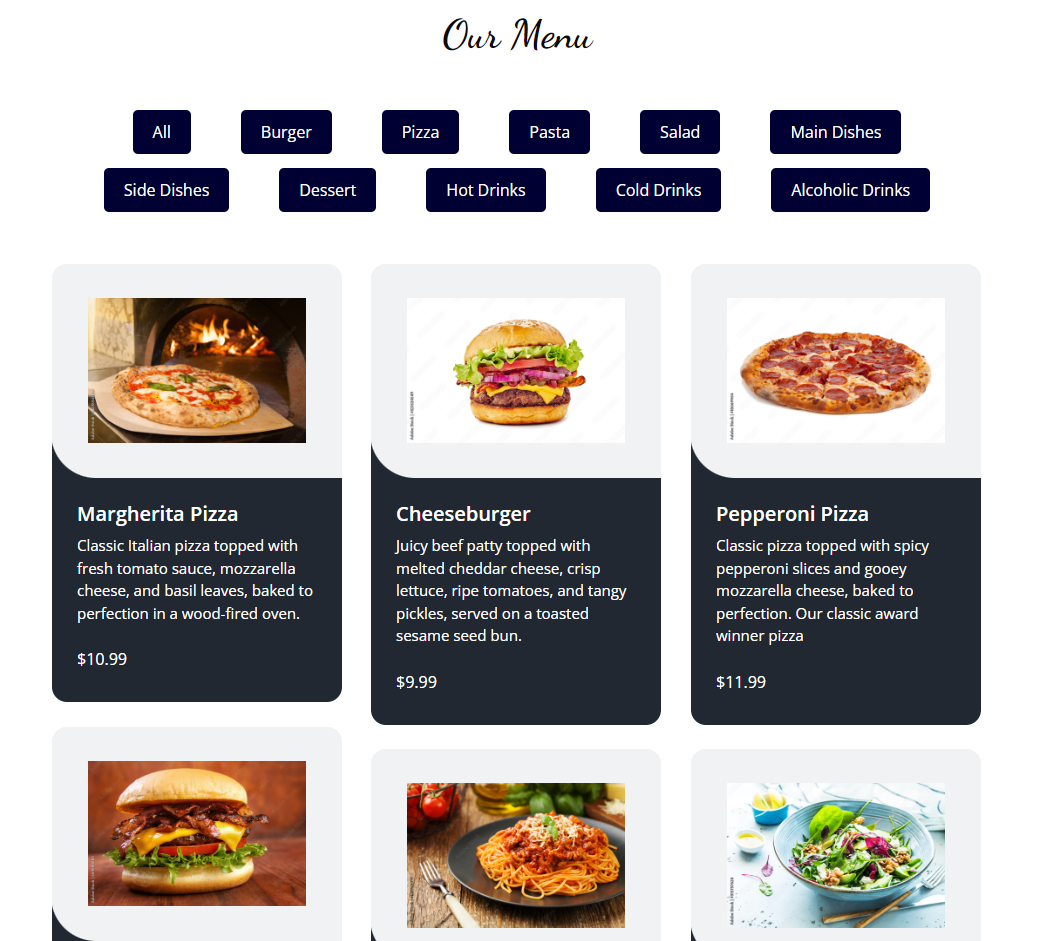 Our Menu
All
Burger
Pizza
Pasta
Salad
Main Dishes
Side Dishes
Dessert
Hot Drinks
Cold Drinks
Alcoholic Drinks
Margherita Pizza
Classic Italian pizza topped with
fresh tomato sauce, mozzarella
cheese, and basil leaves, baked to
perfection in a wood-fired oven.
$10.99
Cheeseburger
Juicy beef patty topped with
melted cheddar cheese, crisp
lettuce, ripe tomatoes, and tangy
pickles, served on a toasted
sesame seed bun.
$9.99
Pepperoni Pizza
Classic pizza topped with spicy
pepperoni slices and gooey
mozzarella cheese, baked to
perfection. Our classic award
winner pizza
$11.99